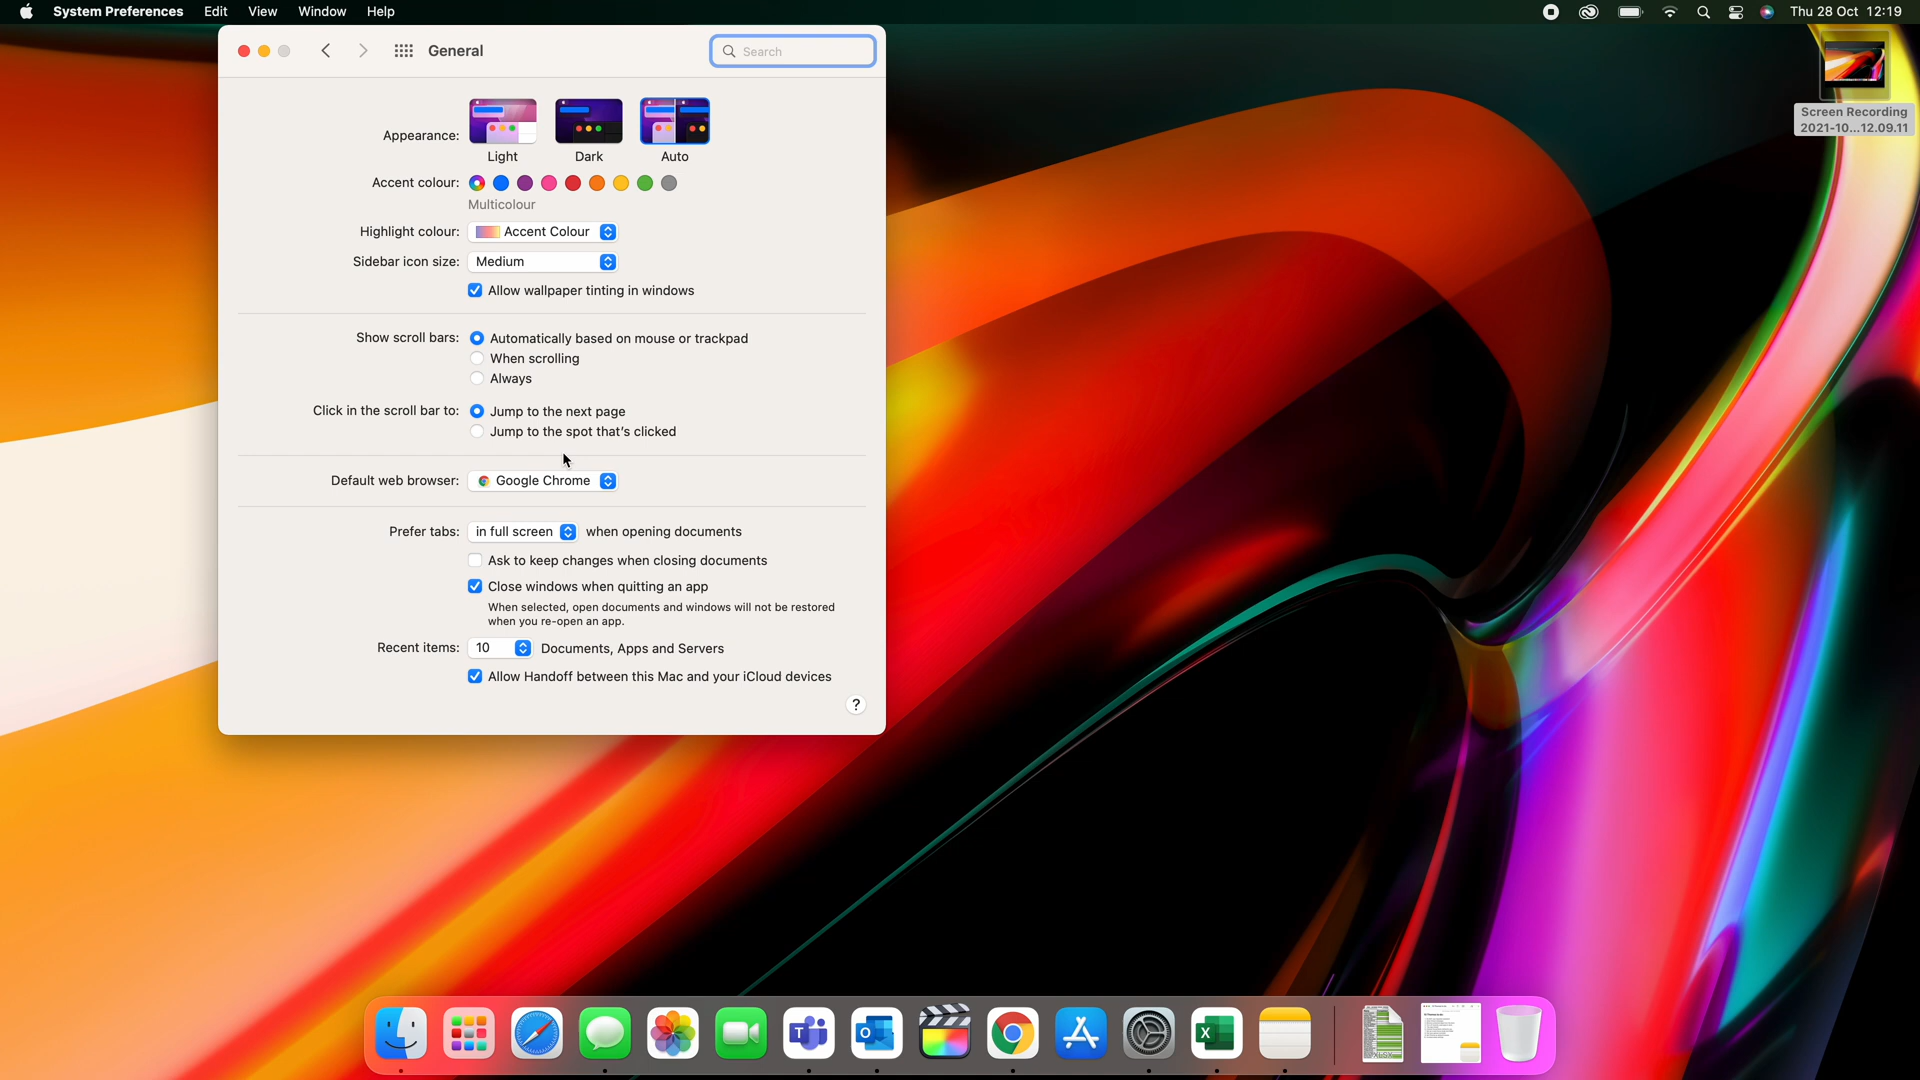 System Preferences Edit View Window Help
Thu 28 Oct 12:19
General
Search
Screen Recording
2021-10...12.09.11
Appearance:
Light Dark Auto
Accent colour:
Multicolour
Highlight colour: Accent Colour
Sidebar icon size: Medium
Allow wallpaper tinting in windows
Show scroll bars: Automatically based on mouse or trackpad
When scrolling
Always
Click in the scroll bar to: Jump to the next page
Jump to the spot that's clicked
Default web browser: Google Chrome
Prefer tabs: in full screen when opening documents
Ask to keep changes when closing documents
Close windows when quitting an app
When selected, open documents and windows will not be restored
when you re-open an app.
Recent items: 10 Documents, Apps and Servers
Allow Handoff between this Mac and your iCloud devices
?